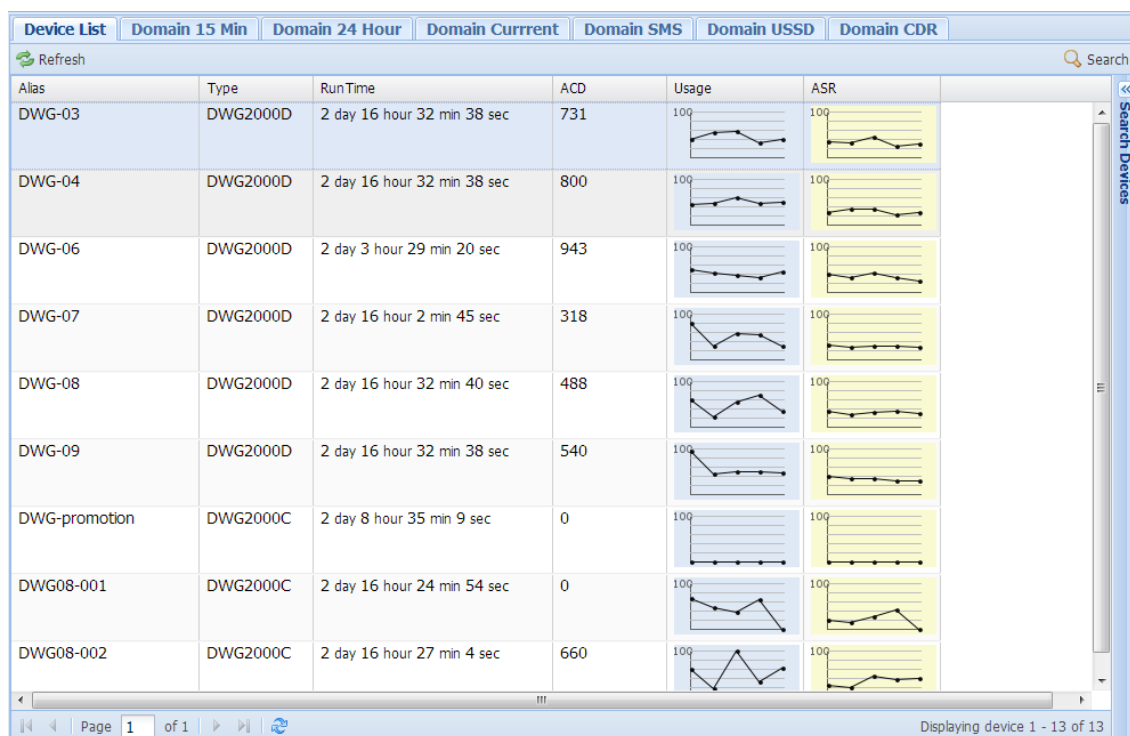 Device List Domain 15 Min Domain 24 Hour Domain Currrent Domain SMS Domain USSD Domain CDR
Refresh Search
Alias Type RunTime ACD Usage ASR
DWG-03 DWG2000D 2 day 16 hour 32 min 38 sec 731 100 100
DWG-04 DWG2000D 2 day 16 hour 32 min 38 sec 800 100 100
DWG-06 DWG2000D 2 day 3 hour 29 min 20 sec 943 100 100
DWG-07 DWG2000D 2 day 16 hour 2 min 45 sec 318 100 100
DWG-08 DWG2000D 2 day 16 hour 32 min 40 sec 488 100 100
DWG-09 DWG2000D 2 day 16 hour 32 min 38 sec 540 100 100
DWG-promotion DWG2000C 2 day 8 hour 35 min 9 sec 0 100 100
DWG08-001 DWG2000C 2 day 16 hour 24 min 54 sec 0 100 100
DWG08-002 DWG2000C 2 day 16 hour 27 min 4 sec 660 100 100
Search Devices
Page 1 of 1 Displaying device 1 - 13 of 13